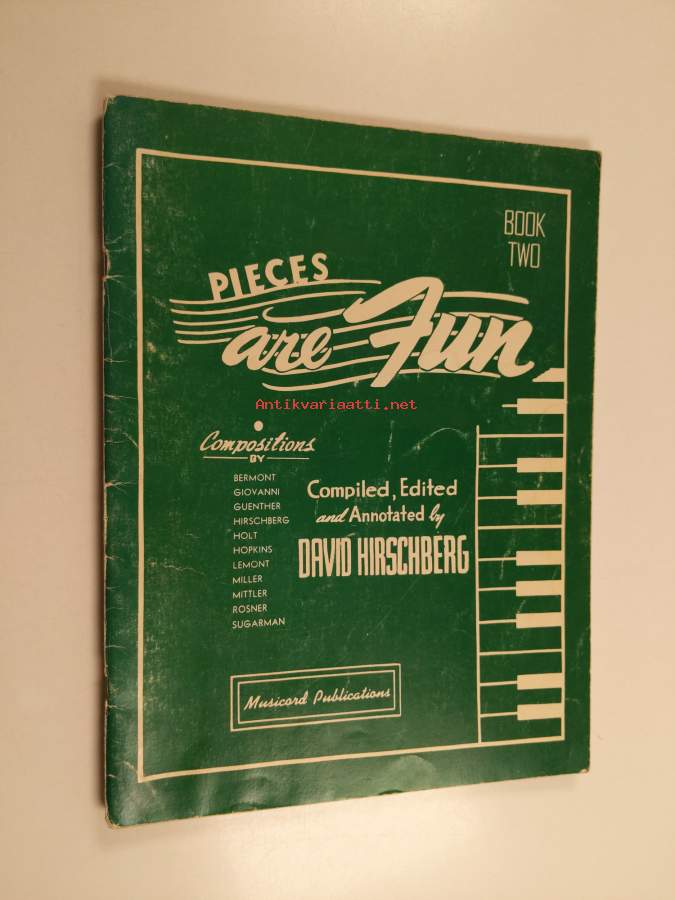 BOOK
TWO
PIECES
are Fun
Antikvariaatti.net
Compositions
BY
BERMONT
GIOVANNI
GUENTHER
HIRSCHBERG
HOLT
HOPKINS
LEMONT
MILLER
MITTLER
ROSNER
SUGARMAN
Compiled, Edited
and Annotated by
DAVID HIRSCHBERG
Musicord Publications